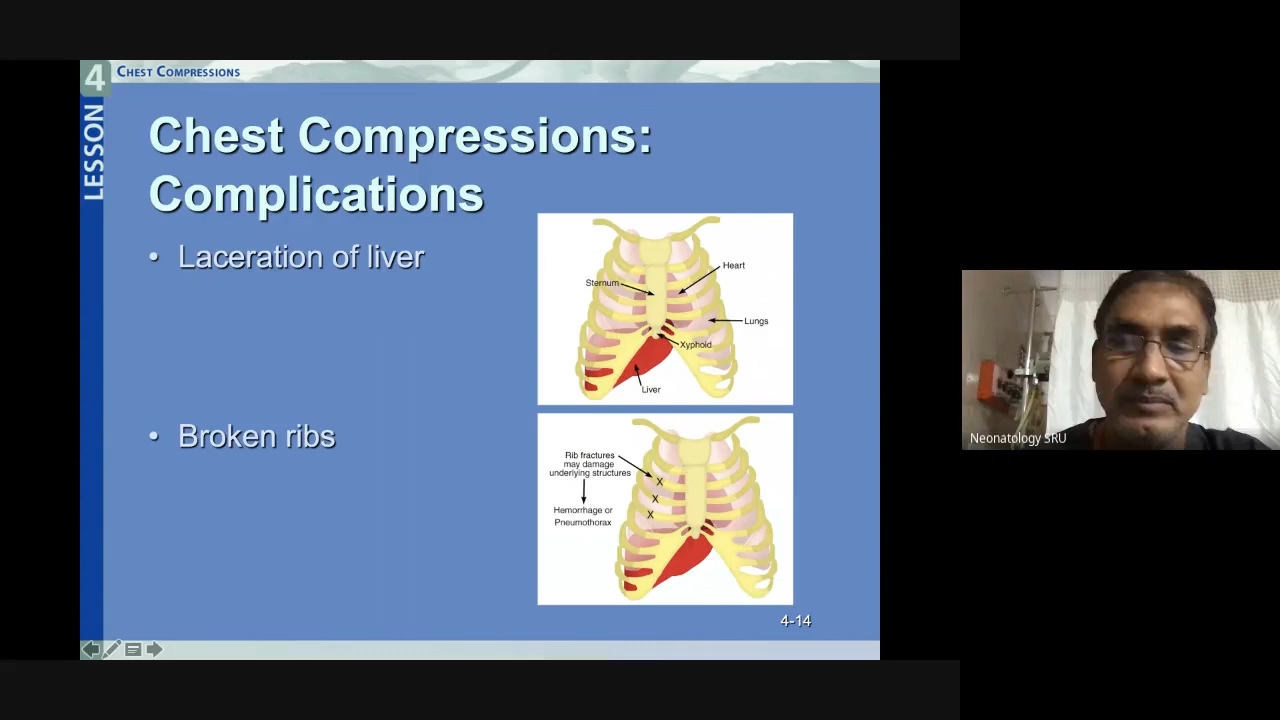 4
CHEST COMPRESSIONS
LESSON
Chest Compressions:
Complications
• Laceration of liver
Sternum
Heart
Lungs
Xyphoid
Liver
• Broken ribs
Rib fractures
may damage
underlying structures
X
X
X
Hemorrhage or
Pneumothorax
4-14
Neonatology SRU